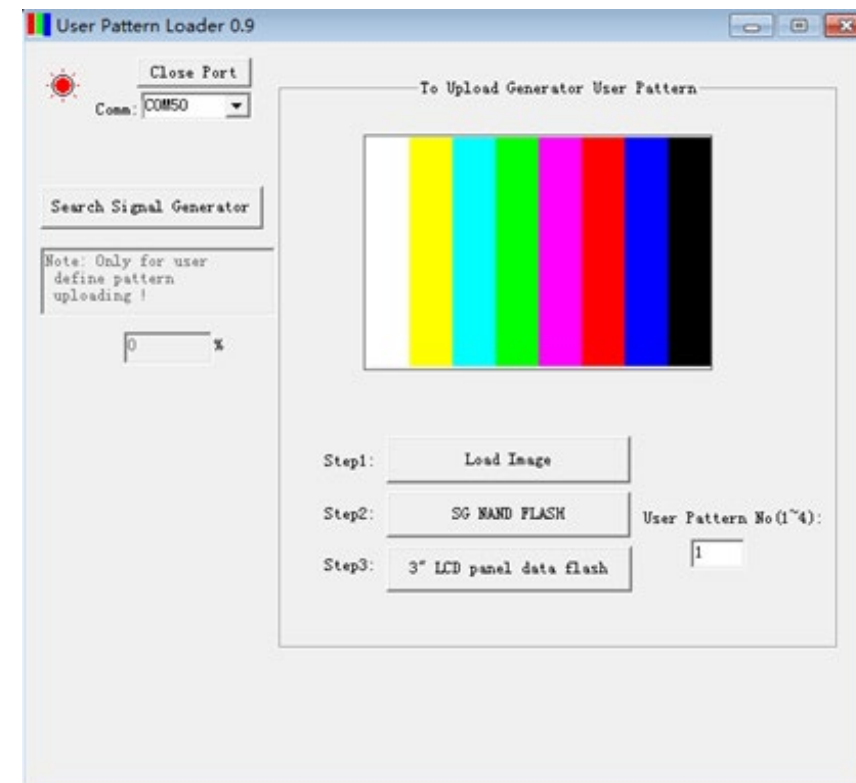 User Pattern Loader 0.9
Close Port
Comm: COM50
To Upload Generator User Pattern
Search Signal Generator
Note: Only for user
define pattern
uploading !
0 %
Step1: Load Image
Step2: SG NAND FLASH
User Pattern No(1~4):
1
Step3: 3" LCD panel data flash